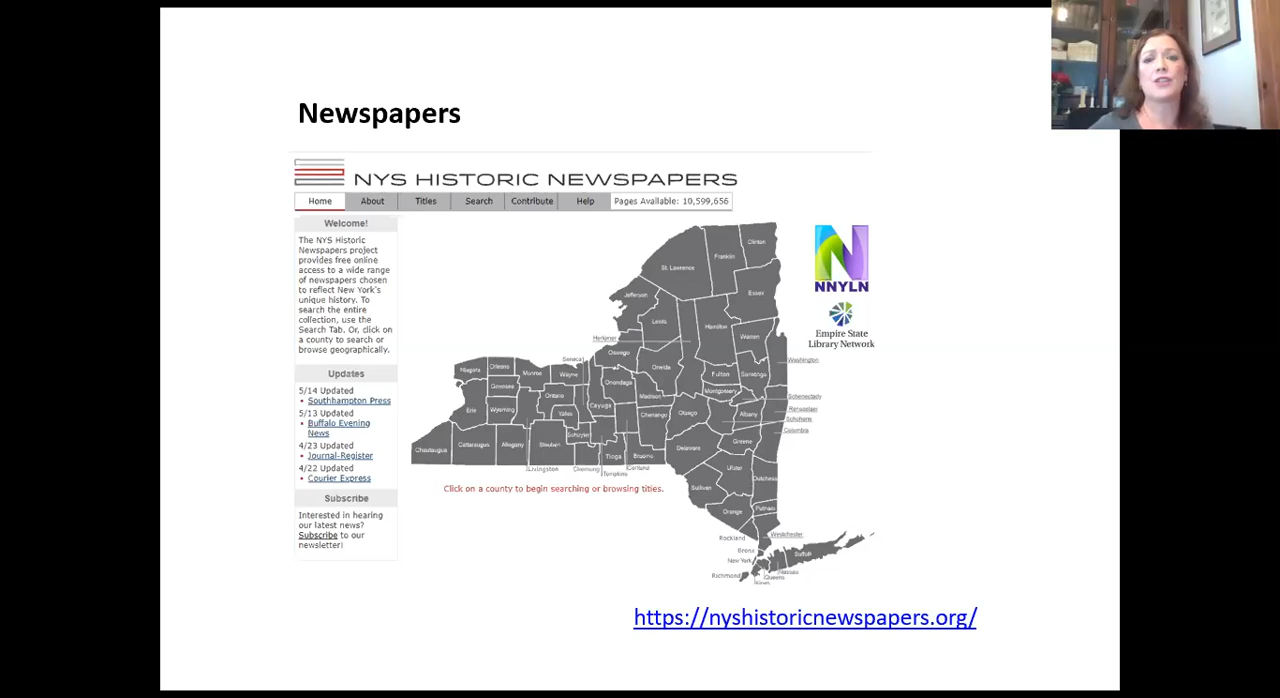 Newspapers
NYS HISTORIC NEWSPAPERS
Home About Titles Search Contribute Help Pages Available: 10,599,656
Welcome!
The NYS Historic
Newspapers project
provides free online
access to a wide range
of newspapers chosen
to reflect New York's
unique history. To
search the entire
collection, use the
Search Tab. Or, click on
a county to search or
browse geographically.
Updates
5/14 Updated
Southhampton Press
5/13 Updated
Buffalo Evening
News
4/23 Updated
Journal-Register
4/22 Updated
Courier Express
Subscribe
Interested in hearing
our latest news?
Subscribe to our
newsletter!
Clinton
Franklin
St. Lawrence
Essex
Jefferson
Lewis
Hamilton
Warren
Herkimer
Oswego
Washington
Seneca
Niagara
Orleans
Monroe
Wayne
Oneida
Fulton
Saratoga
Genesee
Onondaga
Montgomery
Ontario
Madison
Schenectady
Erie
Wyoming
Yates
Cayuga
Chenango
Otsego
Albany
Rensselaer
Schoharie
Columbia
Schuyler
Chautauqua
Cattaraugus
Allegany
Steuben
Tioga
Broome
Delaware
Greene
Livingston
Chemung
Cortland
Tompkins
Ulster
Dutchess
Sullivan
Orange
Putnam
Click on a county to begin searching or browsing titles.
Rockland
Westchester
Bronx
New York
Suffolk
Richmond
Nassau
Queens
Kings
NNYLN
Empire State
Library Network
https://nyshistoricnewspapers.org/